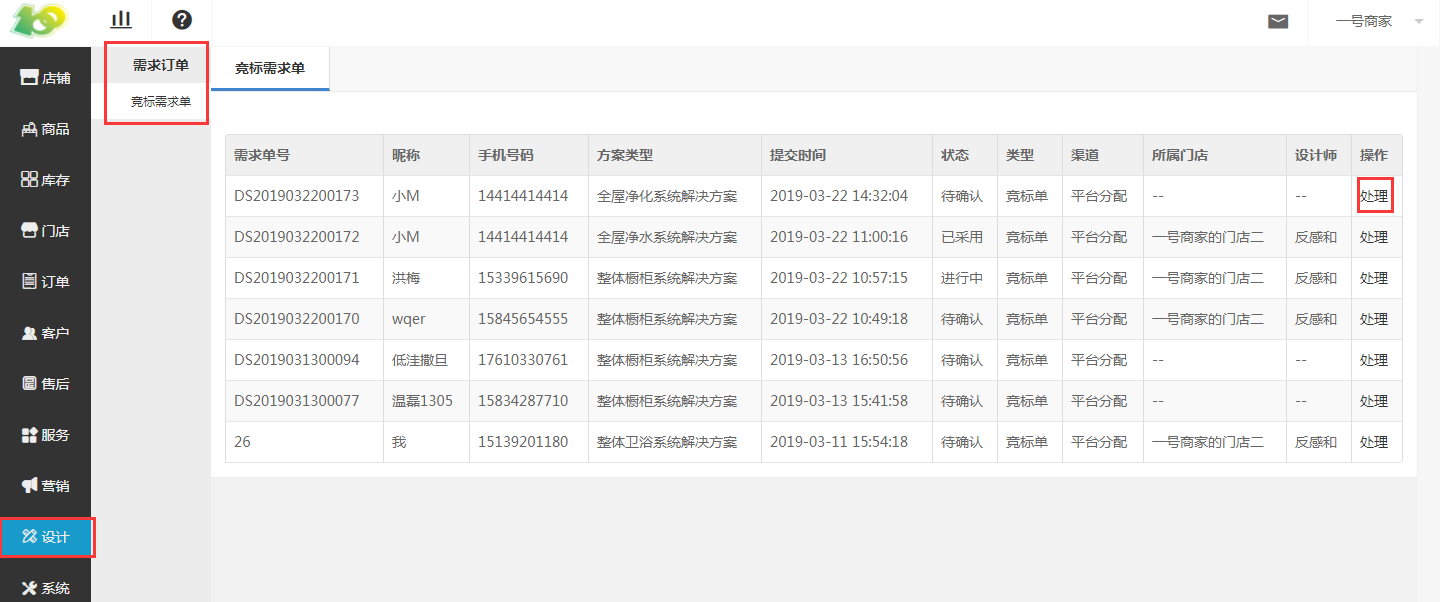 一号商家
店铺
商品
库存
门店
订单
客户
售后
服务
营销
设计
系统
需求订单
竞标需求单
竞标需求单
需求单号 昵称 手机号码 方案类型 提交时间 状态 类型 渠道 所属门店 设计师 操作
DS2019032200173 小M 14414414414 全屋净化系统解决方案 2019-03-22 14:32:04 待确认 竟标单 平台分配 -- -- 处理
DS2019032200172 小M 14414414414 全屋净水系统解决方案 2019-03-22 11:00:16 已采用 竟标单 平台分配 一号商家的门店二 反感和 处理
DS2019032200171 洪梅 15339615690 整体橱柜系统解决方案 2019-03-22 10:57:15 进行中 竟标单 平台分配 一号商家的门店二 反感和 处理
DS2019032200170 wqer 15845654555 整体橱柜系统解决方案 2019-03-22 10:49:18 待确认 竟标单 平台分配 一号商家的门店二 反感和 处理
DS2019031300094 低洼撒旦 17610330761 整体橱柜系统解决方案 2019-03-13 16:50:56 待确认 竟标单 平台分配 -- -- 处理
DS2019031300077 温磊1305 15834287710 整体橱柜系统解决方案 2019-03-13 15:41:58 待确认 竟标单 平台分配 -- -- 处理
26 我 15139201180 整体卫浴系统解决方案 2019-03-11 15:54:18 待确认 竟标单 平台分配 一号商家的门店二 反感和 处理